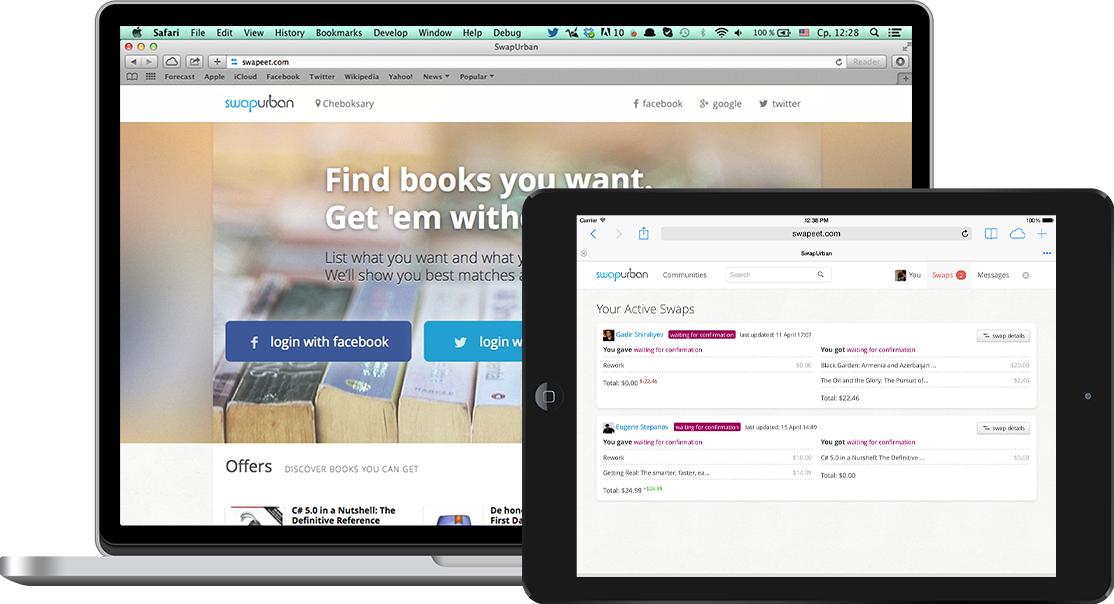 Safari File Edit View History Bookmarks Develop Window Help Debug 10 100 % Ср, 12:28
SwapUrban
swapeet.com Reader
Forecast Apple iCloud Facebook Twitter Wikipedia Yahoo! News Popular
swapurban Cheboksary facebook google twitter
Find books you want.
Get 'em witho
List what you want and what y
We'll show you best matches a
f login with facebook login w
Offers DISCOVER BOOKS YOU CAN GET
C# 5.0 in a Nutshell: The
Definitive Reference
De hon
First Da
Carrier 12:38 PM 100%
swapeet.com
SwapUrban
swapurban Communities Search You Swaps 2 Messages
Your Active Swaps
Gadir Shiraliyev waiting for confirmation last updated: 11 April 17:07 swap details
You gave waiting for confirmation
Rework $0.00
Total: $0.00 $-22.46
You got waiting for confirmation
Black Garden: Armenia and Azerbaijan ... $20.00
The Oil and the Glory: The Pursuit of... $2.46
Total: $22.46
Eugene Stepanov waiting for confirmation last updated: 15 April 14:49 swap details
You gave waiting for confirmation
Rework $10.00
Getting Real: The smarter, faster, ea... $14.99
Total: $24.99 +$24.99
You got waiting for confirmation
C# 5.0 in a Nutshell: The Definitive ... $0.00
Total: $0.00